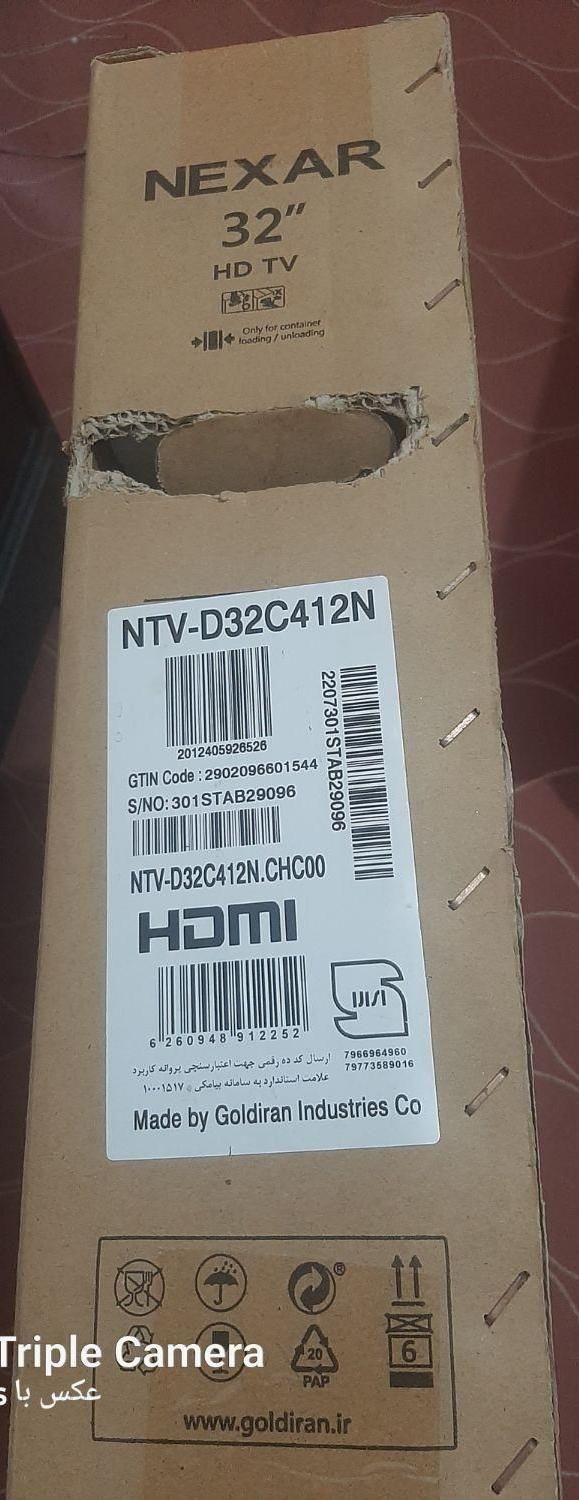 NEXAR
32"
HD TV
Only for container
loading / unloading
NTV-D32C412N
2012405926526
GTIN Code : 2902096601544
S/NO: 301STAB29096
2207301STAB29096
NTV-D32C412N.CHC00
HDMI
6 260948 912252
7966964960
79773589016
ارسال کد ده رقمی جهت اعتبارسنجی پروانه کاربرد
علامت استاندارد به سامانه پیامکی ۱۰۰۰۱۵۱۷
Made by Goldiran Industries Co
®
6
20
PAP
www.goldiran.ir
Triple Camera
عکس با